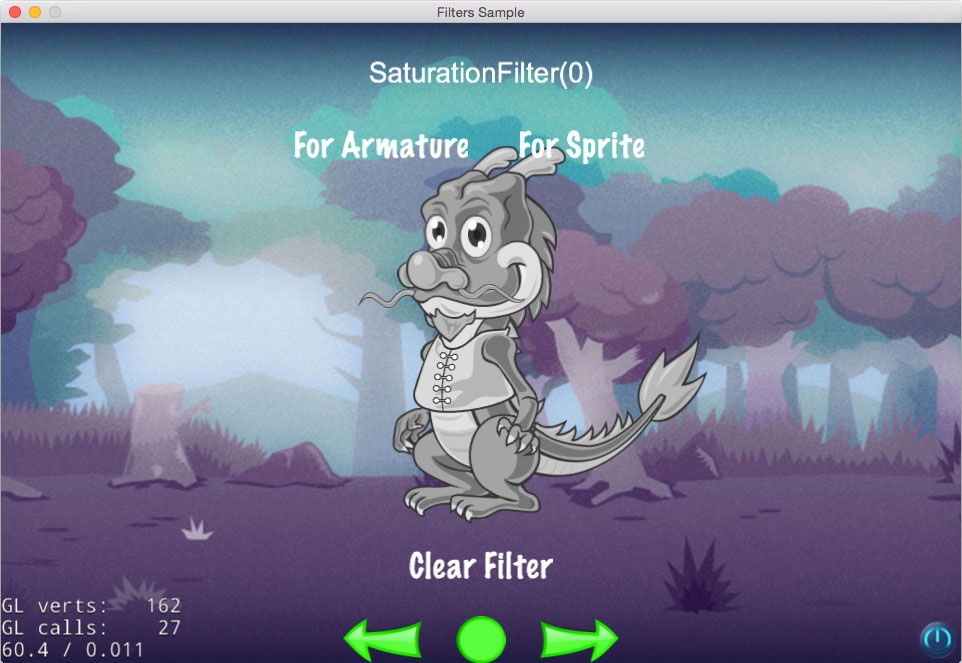 Filters Sample
SaturationFilter(0)
For Armature For Sprite
Clear Filter
GL verts: 162
GL calls: 27
60.4 / 0.011